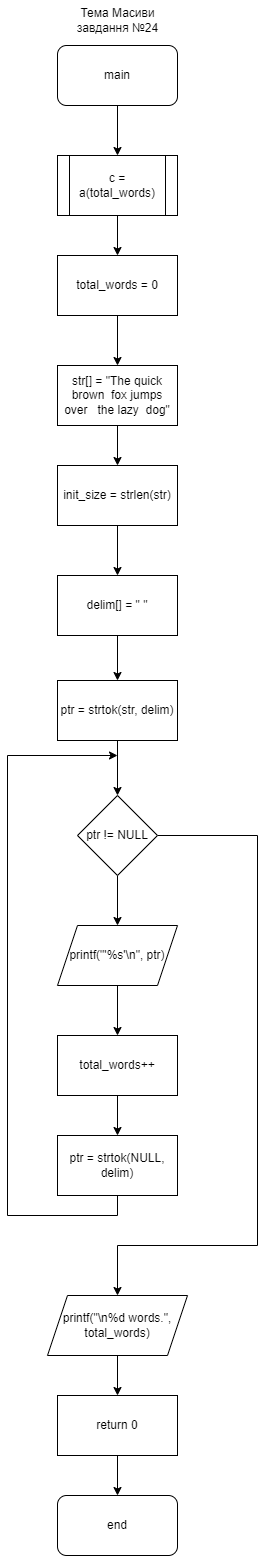 Тема Масиви
завдання №24
main
c =
a(total_words)
total_words = 0
str[] = "The quick
brown  fox jumps
over   the lazy  dog"
init_size = strlen(str)
delim[] = " "
ptr = strtok(str, delim)
ptr != NULL
printf("'%s'\n", ptr)
total_words++
ptr = strtok(NULL,
delim)
printf("\n%d words.",
total_words)
return 0
end